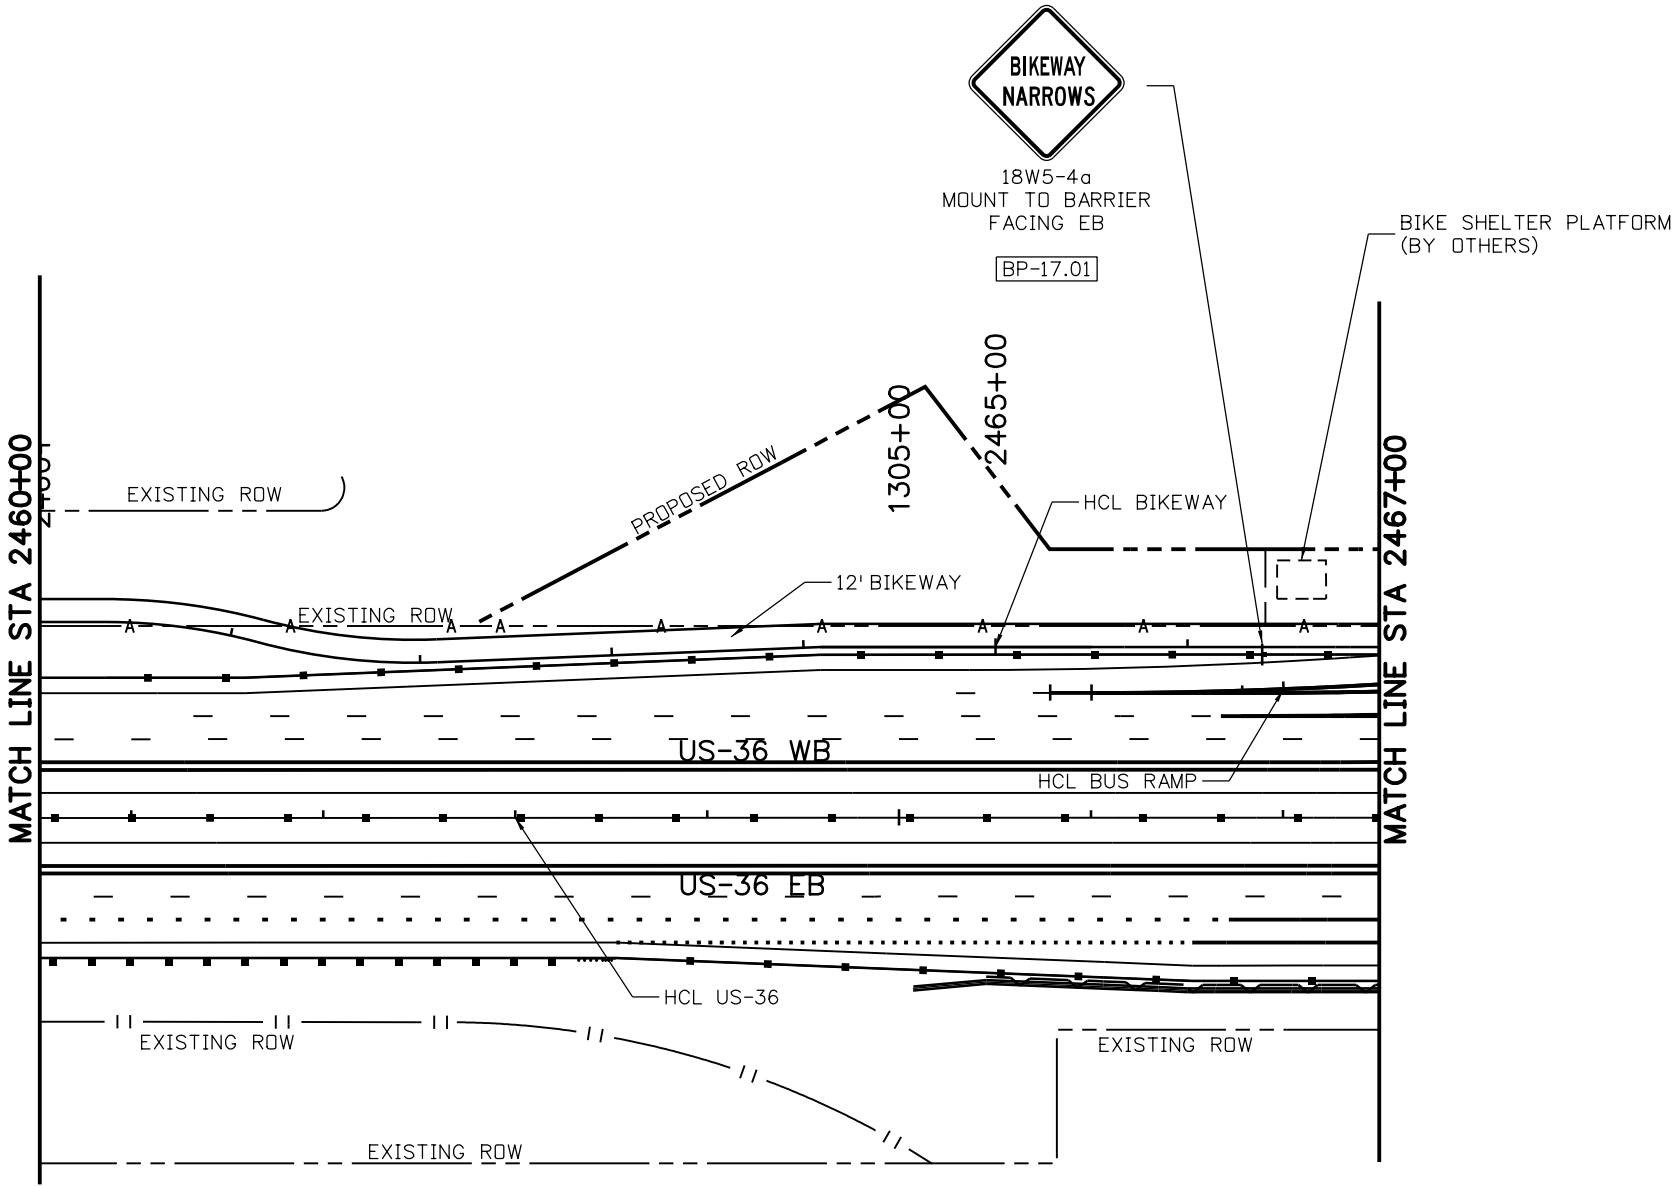 BIKEWAY
NARROWS
18W5-4a
MOUNT TO BARRIER
FACING EB
BP-17.01
BIKE SHELTER PLATFORM
(BY OTHERS)
MATCH LINE STA 2460+00
EXISTING ROW
PROPOSED ROW
1305+00
2465+00
HCL BIKEWAY
MATCH LINE STA 2467+00
12' BIKEWAY
EXISTING ROW
A A A A A A A A A
US-36 WB
HCL BUS RAMP
US-36 EB
HCL US-36
EXISTING ROW
EXISTING ROW
EXISTING ROW